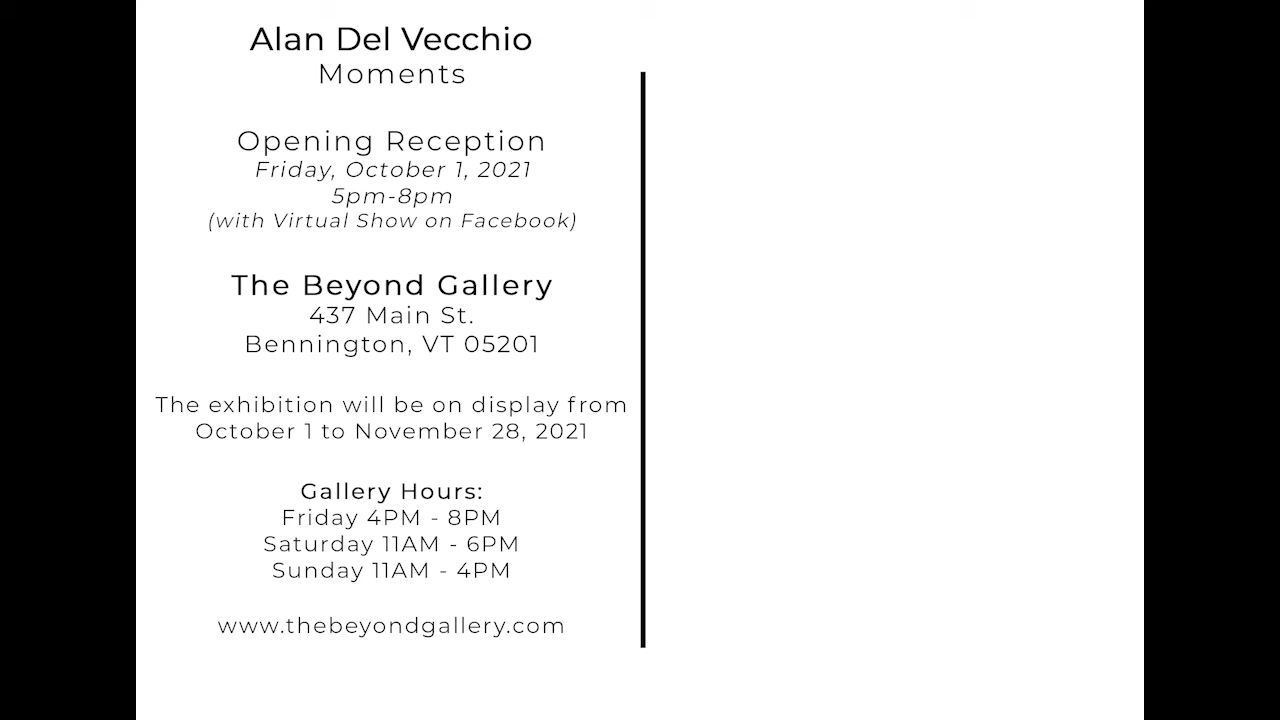 Alan Del Vecchio
Moments
Opening Reception
Friday, October 1, 2021
5pm-8pm
(with Virtual Show on Facebook)
The Beyond Gallery
437 Main St.
Bennington, VT 05201
The exhibition will be on display from
October 1 to November 28, 2021
Gallery Hours:
Friday 4PM - 8PM
Saturday 11AM - 6PM
Sunday 11AM - 4PM
www.thebeyondgallery.com